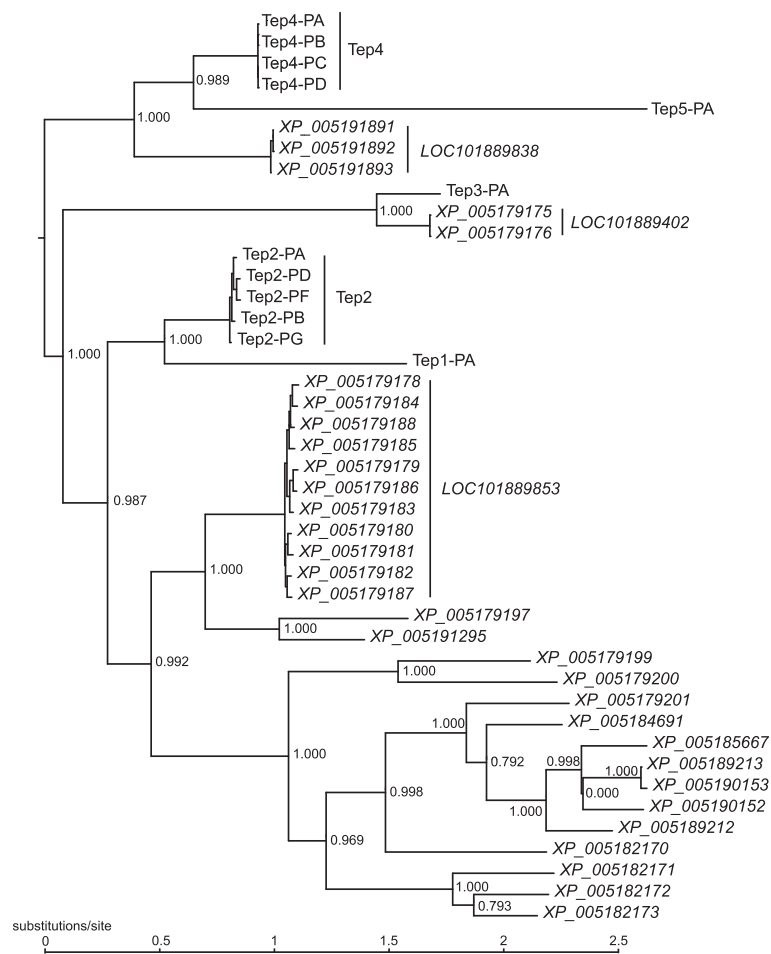 Tep4-PA
Tep4-PB
Tep4
Tep4-PC
0.989
Tep4-PD
Tep5-PA
1.000
XP_005191891
XP_005191892
LOC101889838
XP_005191893
Tep3-PA
1.000
XP_005179175
LOC101889402
XP_005179176
Tep2-PA
Tep2-PD
Tep2-PF
Tep2
Tep2-PB
1.000
Tep2-PG
1.000
Tep1-PA
XP_005179178
XP_005179184
XP_005179188
XP_005179185
XP_005179179
XP_005179186
LOC101889853
0.987
XP_005179183
XP_005179180
XP_005179181
1.000
XP_005179182
XP_005179187
XP_005179197
1.000
XP_005191295
0.992
XP_005179199
1.000
XP_005179200
XP_005179201
1.000
XP_005184691
XP_005185667
1.000
0.792
0.998
XP_005189213
1.000
XP_005190153
0.998
0.000
XP_005190152
1.000
XP_005189212
0.969
XP_005182170
XP_005182171
1.000
XP_005182172
0.793
XP_005182173
substitutions/site
0 0.5 1 1.5 2 2.5